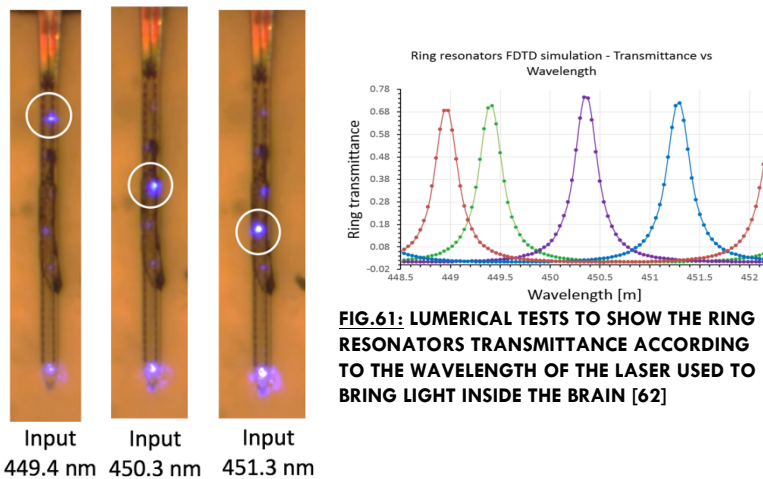 Input
449.4 nm
Input
450.3 nm
Input
451.3 nm
Ring resonators FDTD simulation - Transmittance vs
Wavelength
Ring transmittance
0.78
0.68
0.58
0.48
0.38
0.28
0.18
0.08
-0.02
448.5 449 449.5 450 450.5 451 451.5 452
Wavelength [m]
FIG.61: LUMERICAL TESTS TO SHOW THE RING
RESONATORS TRANSMITTANCE ACCORDING
TO THE WAVELENGTH OF THE LASER USED TO
BRING LIGHT INSIDE THE BRAIN [62]